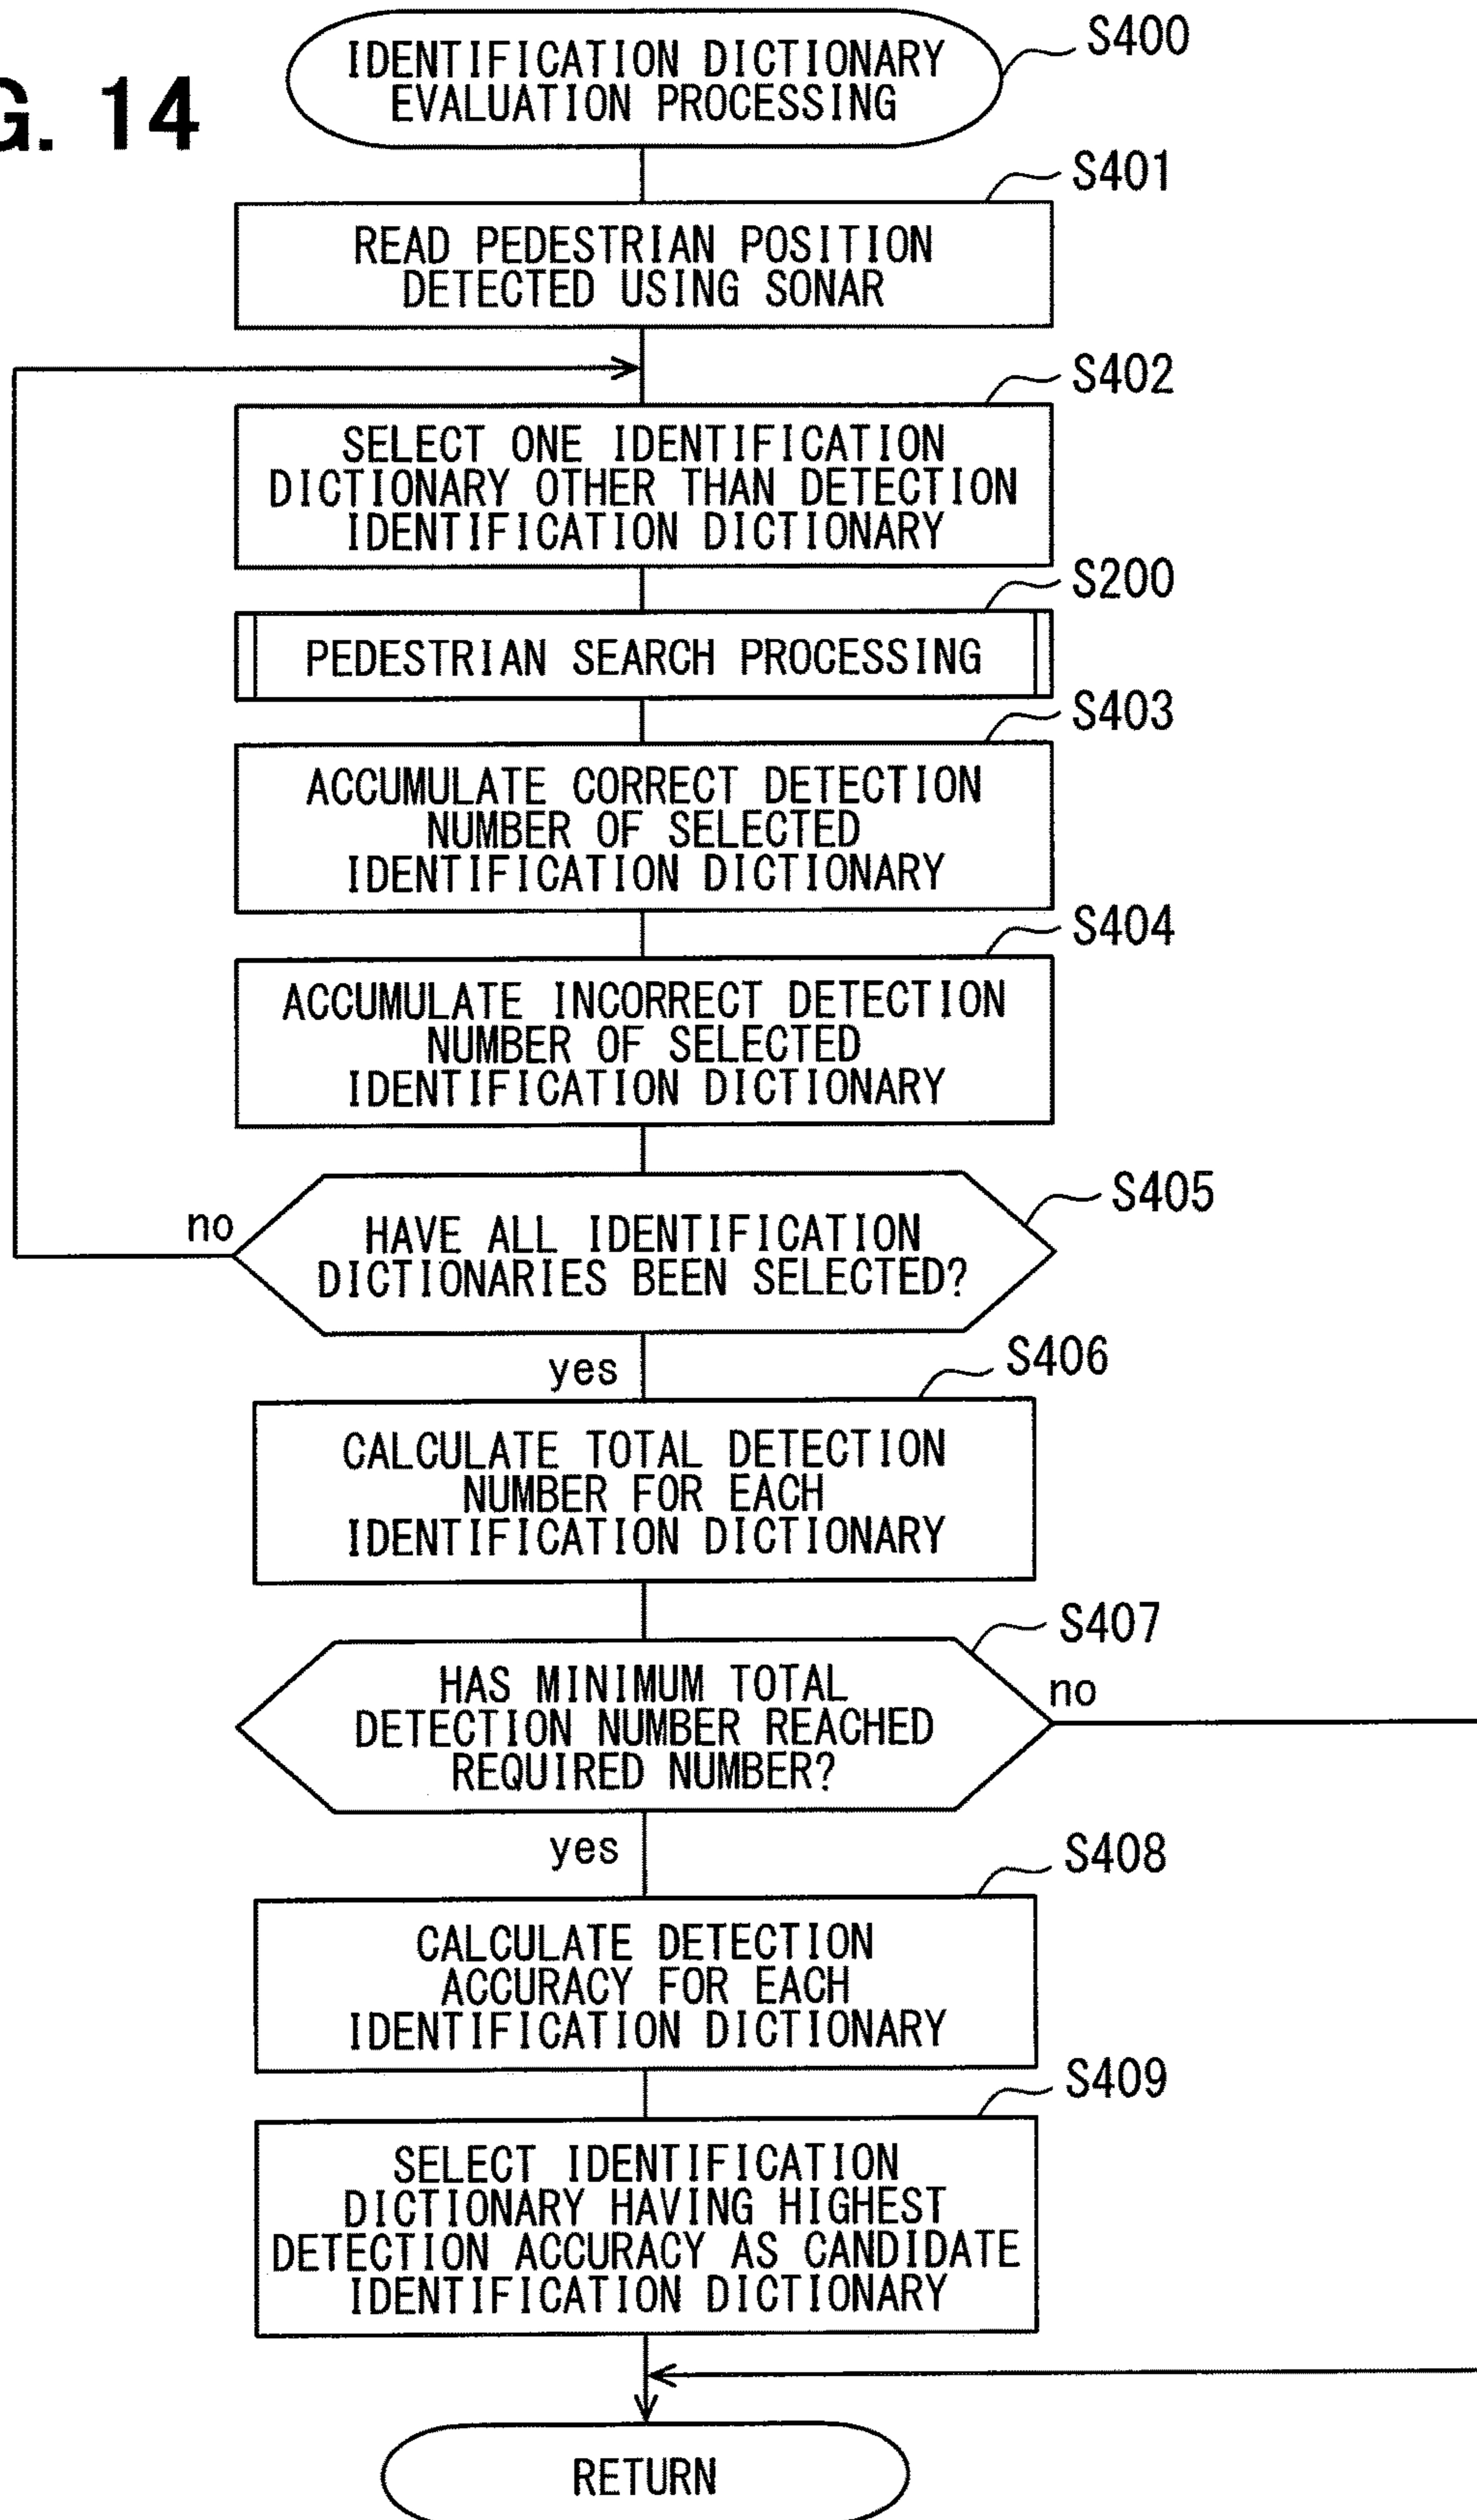 G. 14
IDENTIFICATION DICTIONARY
EVALUATION PROCESSING
S400
S401
READ PEDESTRIAN POSITION
DETECTED USING SONAR
S402
SELECT ONE IDENTIFICATION
DICTIONARY OTHER THAN DETECTION
IDENTIFICATION DICTIONARY
S200
PEDESTRIAN SEARCH PROCESSING
S403
ACCUMULATE CORRECT DETECTION
NUMBER OF SELECTED
IDENTIFICATION DICTIONARY
S404
ACCUMULATE INCORRECT DETECTION
NUMBER OF SELECTED
IDENTIFICATION DICTIONARY
S405
no
HAVE ALL IDENTIFICATION
DICTIONARIES BEEN SELECTED?
yes
S406
CALCULATE TOTAL DETECTION
NUMBER FOR EACH
IDENTIFICATION DICTIONARY
S407
HAS MINIMUM TOTAL
DETECTION NUMBER REACHED
REQUIRED NUMBER?
no
yes
S408
CALCULATE DETECTION
ACCURACY FOR EACH
IDENTIFICATION DICTIONARY
S409
SELECT IDENTIFICATION
DICTIONARY HAVING HIGHEST
DETECTION ACCURACY AS CANDIDATE
IDENTIFICATION DICTIONARY
RETURN